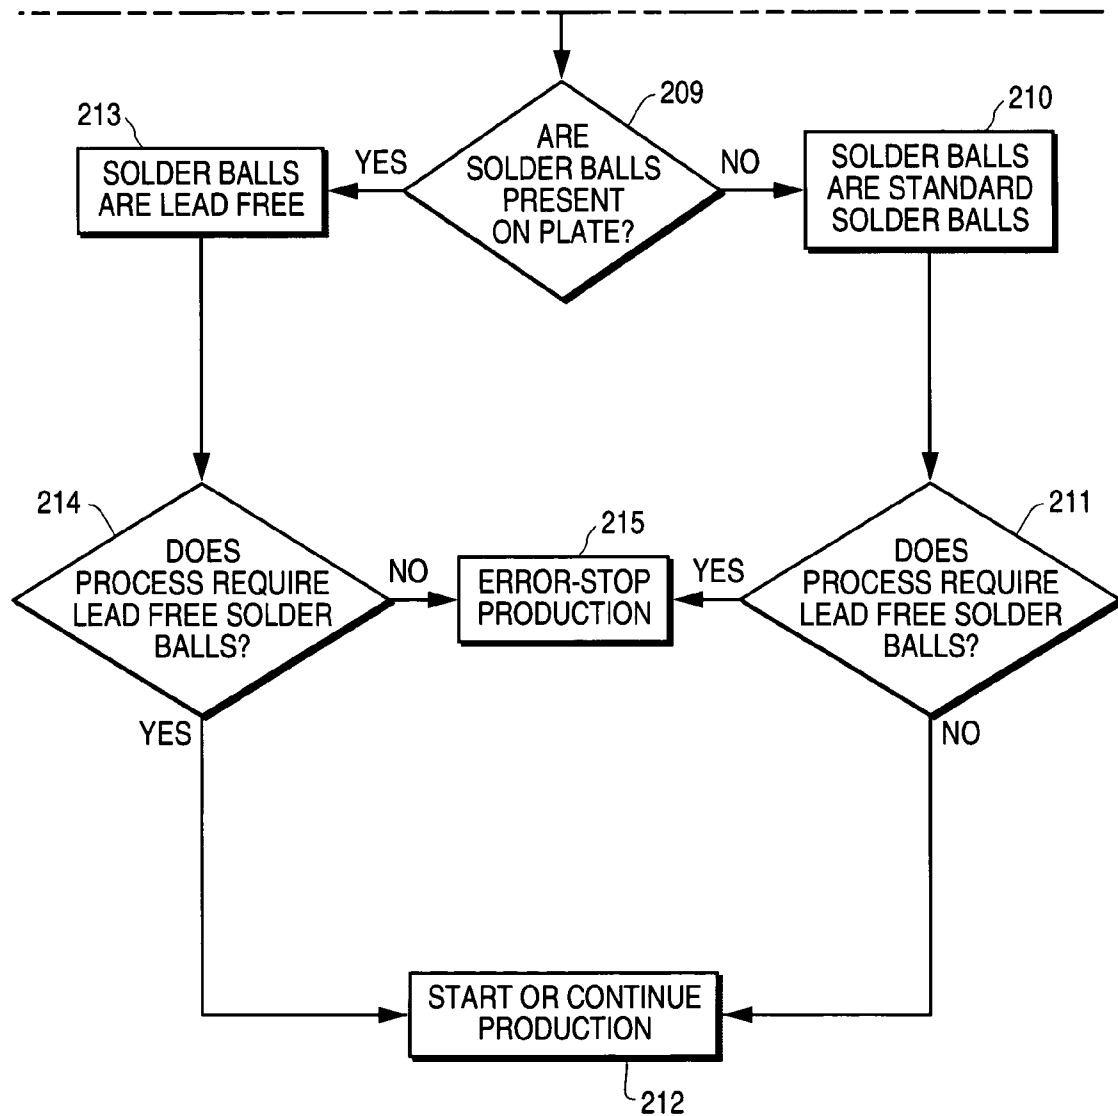 209
ARE
SOLDER BALLS
PRESENT
ON PLATE?
YES
NO
213
SOLDER BALLS
ARE LEAD FREE
210
SOLDER BALLS
ARE STANDARD
SOLDER BALLS
214
DOES
PROCESS REQUIRE
LEAD FREE SOLDER
BALLS?
NO
YES
215
ERROR-STOP
PRODUCTION
211
DOES
PROCESS REQUIRE
LEAD FREE SOLDER
BALLS?
YES
NO
START OR CONTINUE
PRODUCTION
212